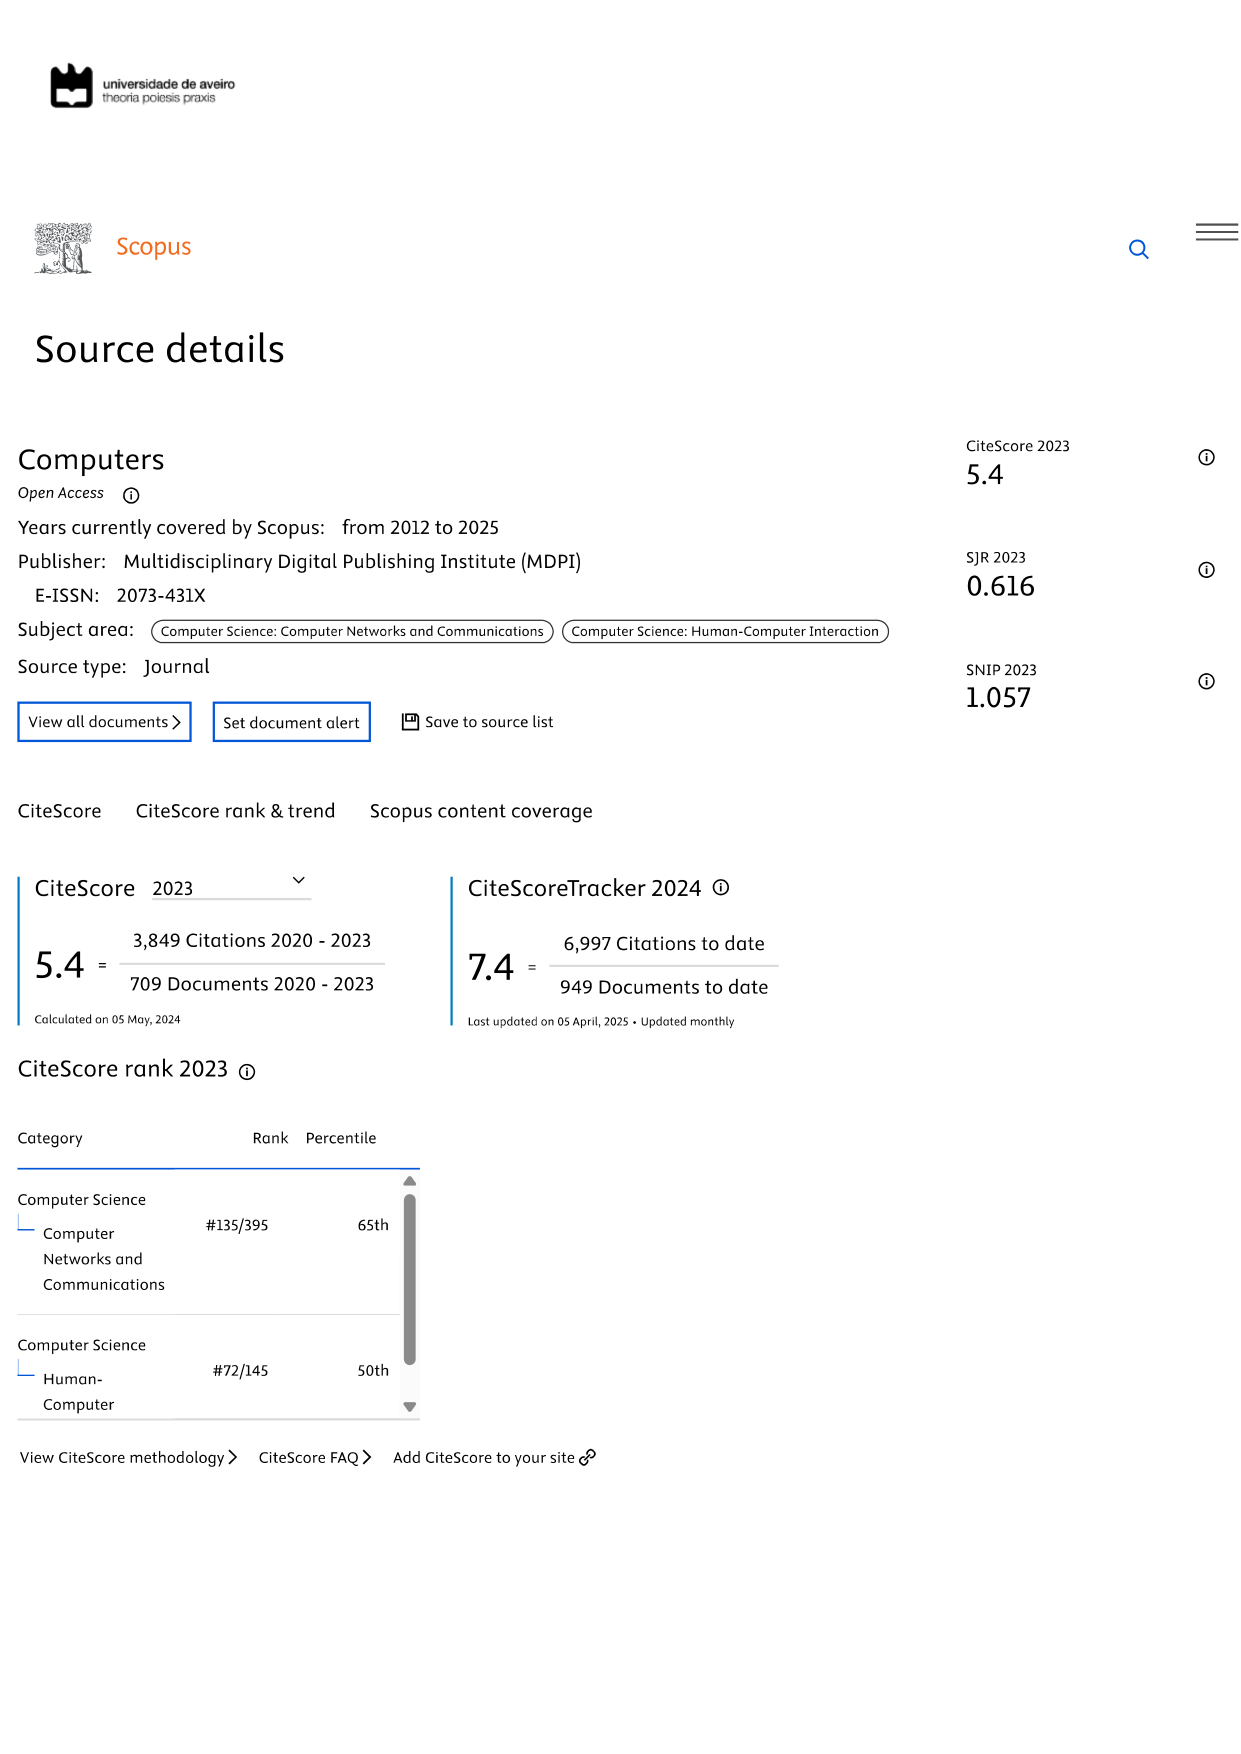 universidade de aveiro
theoria poiesis praxis
Scopus
Source details
Computers
Open Access
Years currently covered by Scopus: from 2012 to 2025
Publisher: Multidisciplinary Digital Publishing Institute (MDPI)
E-ISSN: 2073-431X
Subject area: Computer Science: Computer Networks and Communications Computer Science: Human-Computer Interaction
Source type: Journal
View all documents Set document alert Save to source list
CiteScore 2023
5.4
SJR 2023
0.616
SNIP 2023
1.057
CiteScore CiteScore rank & trend Scopus content coverage
CiteScore 2023
3,849 Citations 2020 - 2023
5.4 =
709 Documents 2020 - 2023
Calculated on 05 May, 2024
CiteScoreTracker 2024
6,997 Citations to date
7.4 =
949 Documents to date
Last updated on 05 April, 2025 • Updated monthly
CiteScore rank 2023
Category Rank Percentile
Computer Science
#135/395 65th
Computer
Networks and
Communications
Computer Science
#72/145 50th
Human-
Computer
View CiteScore methodology CiteScore FAQ Add CiteScore to your site